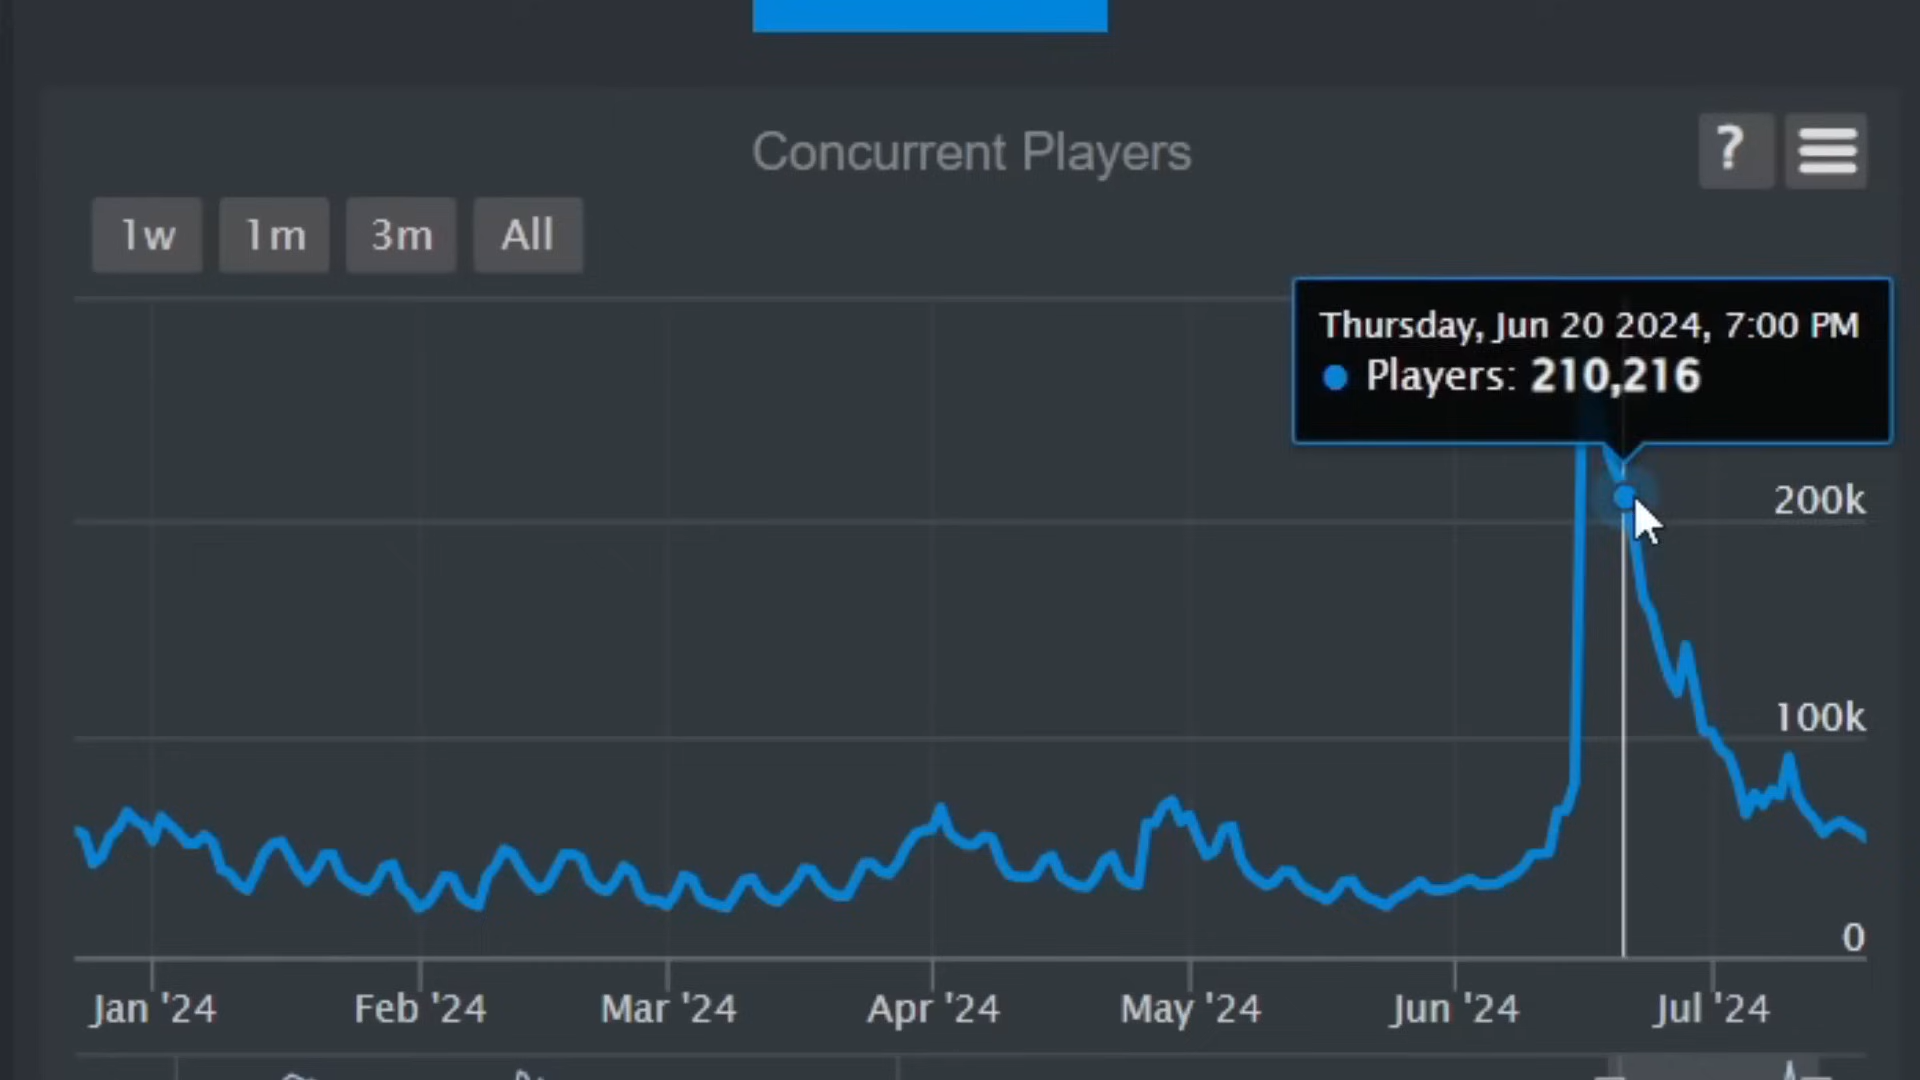 Concurrent Players
?
1w 1m 3m All
Thursday, Jun 20 2024, 7:00 PM
Players: 210,216
200k
100k
0
Jan '24 Feb '24 Mar '24 Apr '24 May '24 Jun '24 Jul '24